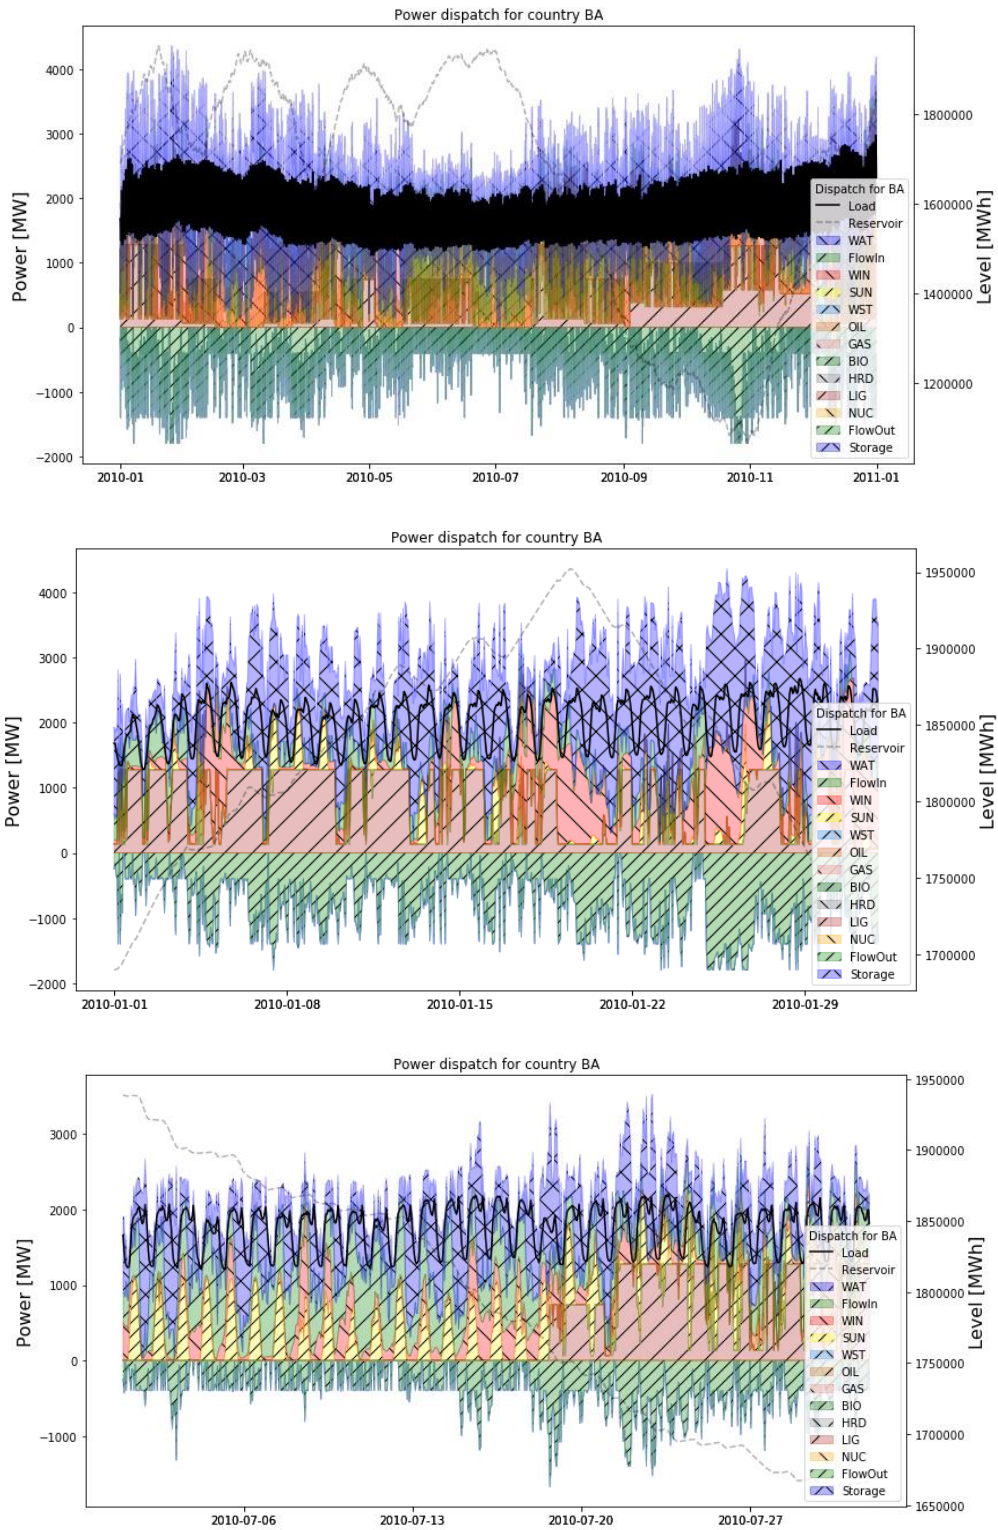 Power dispatch for country BA
4000
3000
2000
1000
0
−1000
−2000
Power [MW]
1800000
1600000
1400000
1200000
Level [MWh]
Dispatch for BA
Load
Reservoir
WAT
FlowIn
WIN
SUN
WST
OIL
GAS
BIO
HRD
LIG
NUC
FlowOut
Storage
2010-01 2010-03 2010-05 2010-07 2010-09 2010-11 2011-01
Power dispatch for country BA
4000
3000
2000
1000
0
−1000
−2000
Power [MW]
1950000
1900000
1850000
1800000
1750000
1700000
Level [MWh]
Dispatch for BA
Load
Reservoir
WAT
FlowIn
WIN
SUN
WST
OIL
GAS
BIO
HRD
LIG
NUC
FlowOut
Storage
2010-01-01 2010-01-08 2010-01-15 2010-01-22 2010-01-29
Power dispatch for country BA
3000
2000
1000
0
−1000
Power [MW]
1950000
1900000
1850000
1800000
1750000
1700000
1650000
Level [MWh]
Dispatch for BA
Load
Reservoir
WAT
FlowIn
WIN
SUN
WST
OIL
GAS
BIO
HRD
LIG
NUC
FlowOut
Storage
2010-07-06 2010-07-13 2010-07-20 2010-07-27